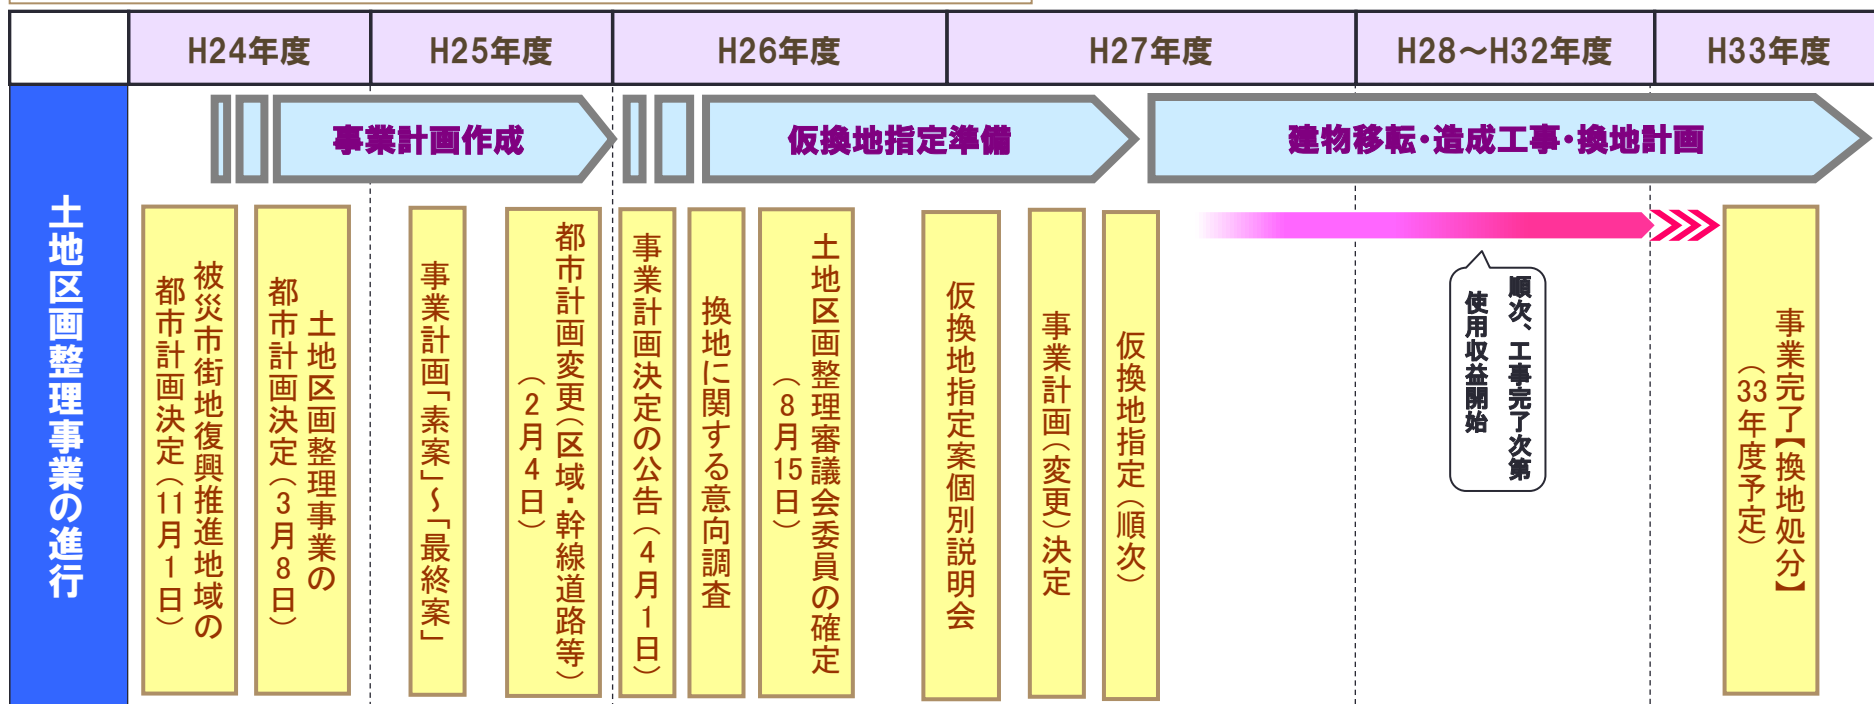 H24年度
H25年度
H26年度
H27年度
H28～H32年度
H33年度
土地区画整理事業の進行
事業計画作成
仮換地指定準備
建物移転・造成工事・換地計画
被災市街地復興推進地域の
都市計画決定（11月1日）
土地区画整理事業の
都市計画決定（3月8日）
事業計画「素案」～「最終案」
都市計画変更（区域・幹線道路等）
（2月4日）
事業計画決定の公告（4月1日）
換地に関する意向調査
土地区画整理審議会委員の確定
（8月15日）
仮換地指定案個別説明会
事業計画（変更）決定
仮換地指定（順次）
順次、工事完了次第
使用収益開始
事業完了【換地処分】
（33年度予定）